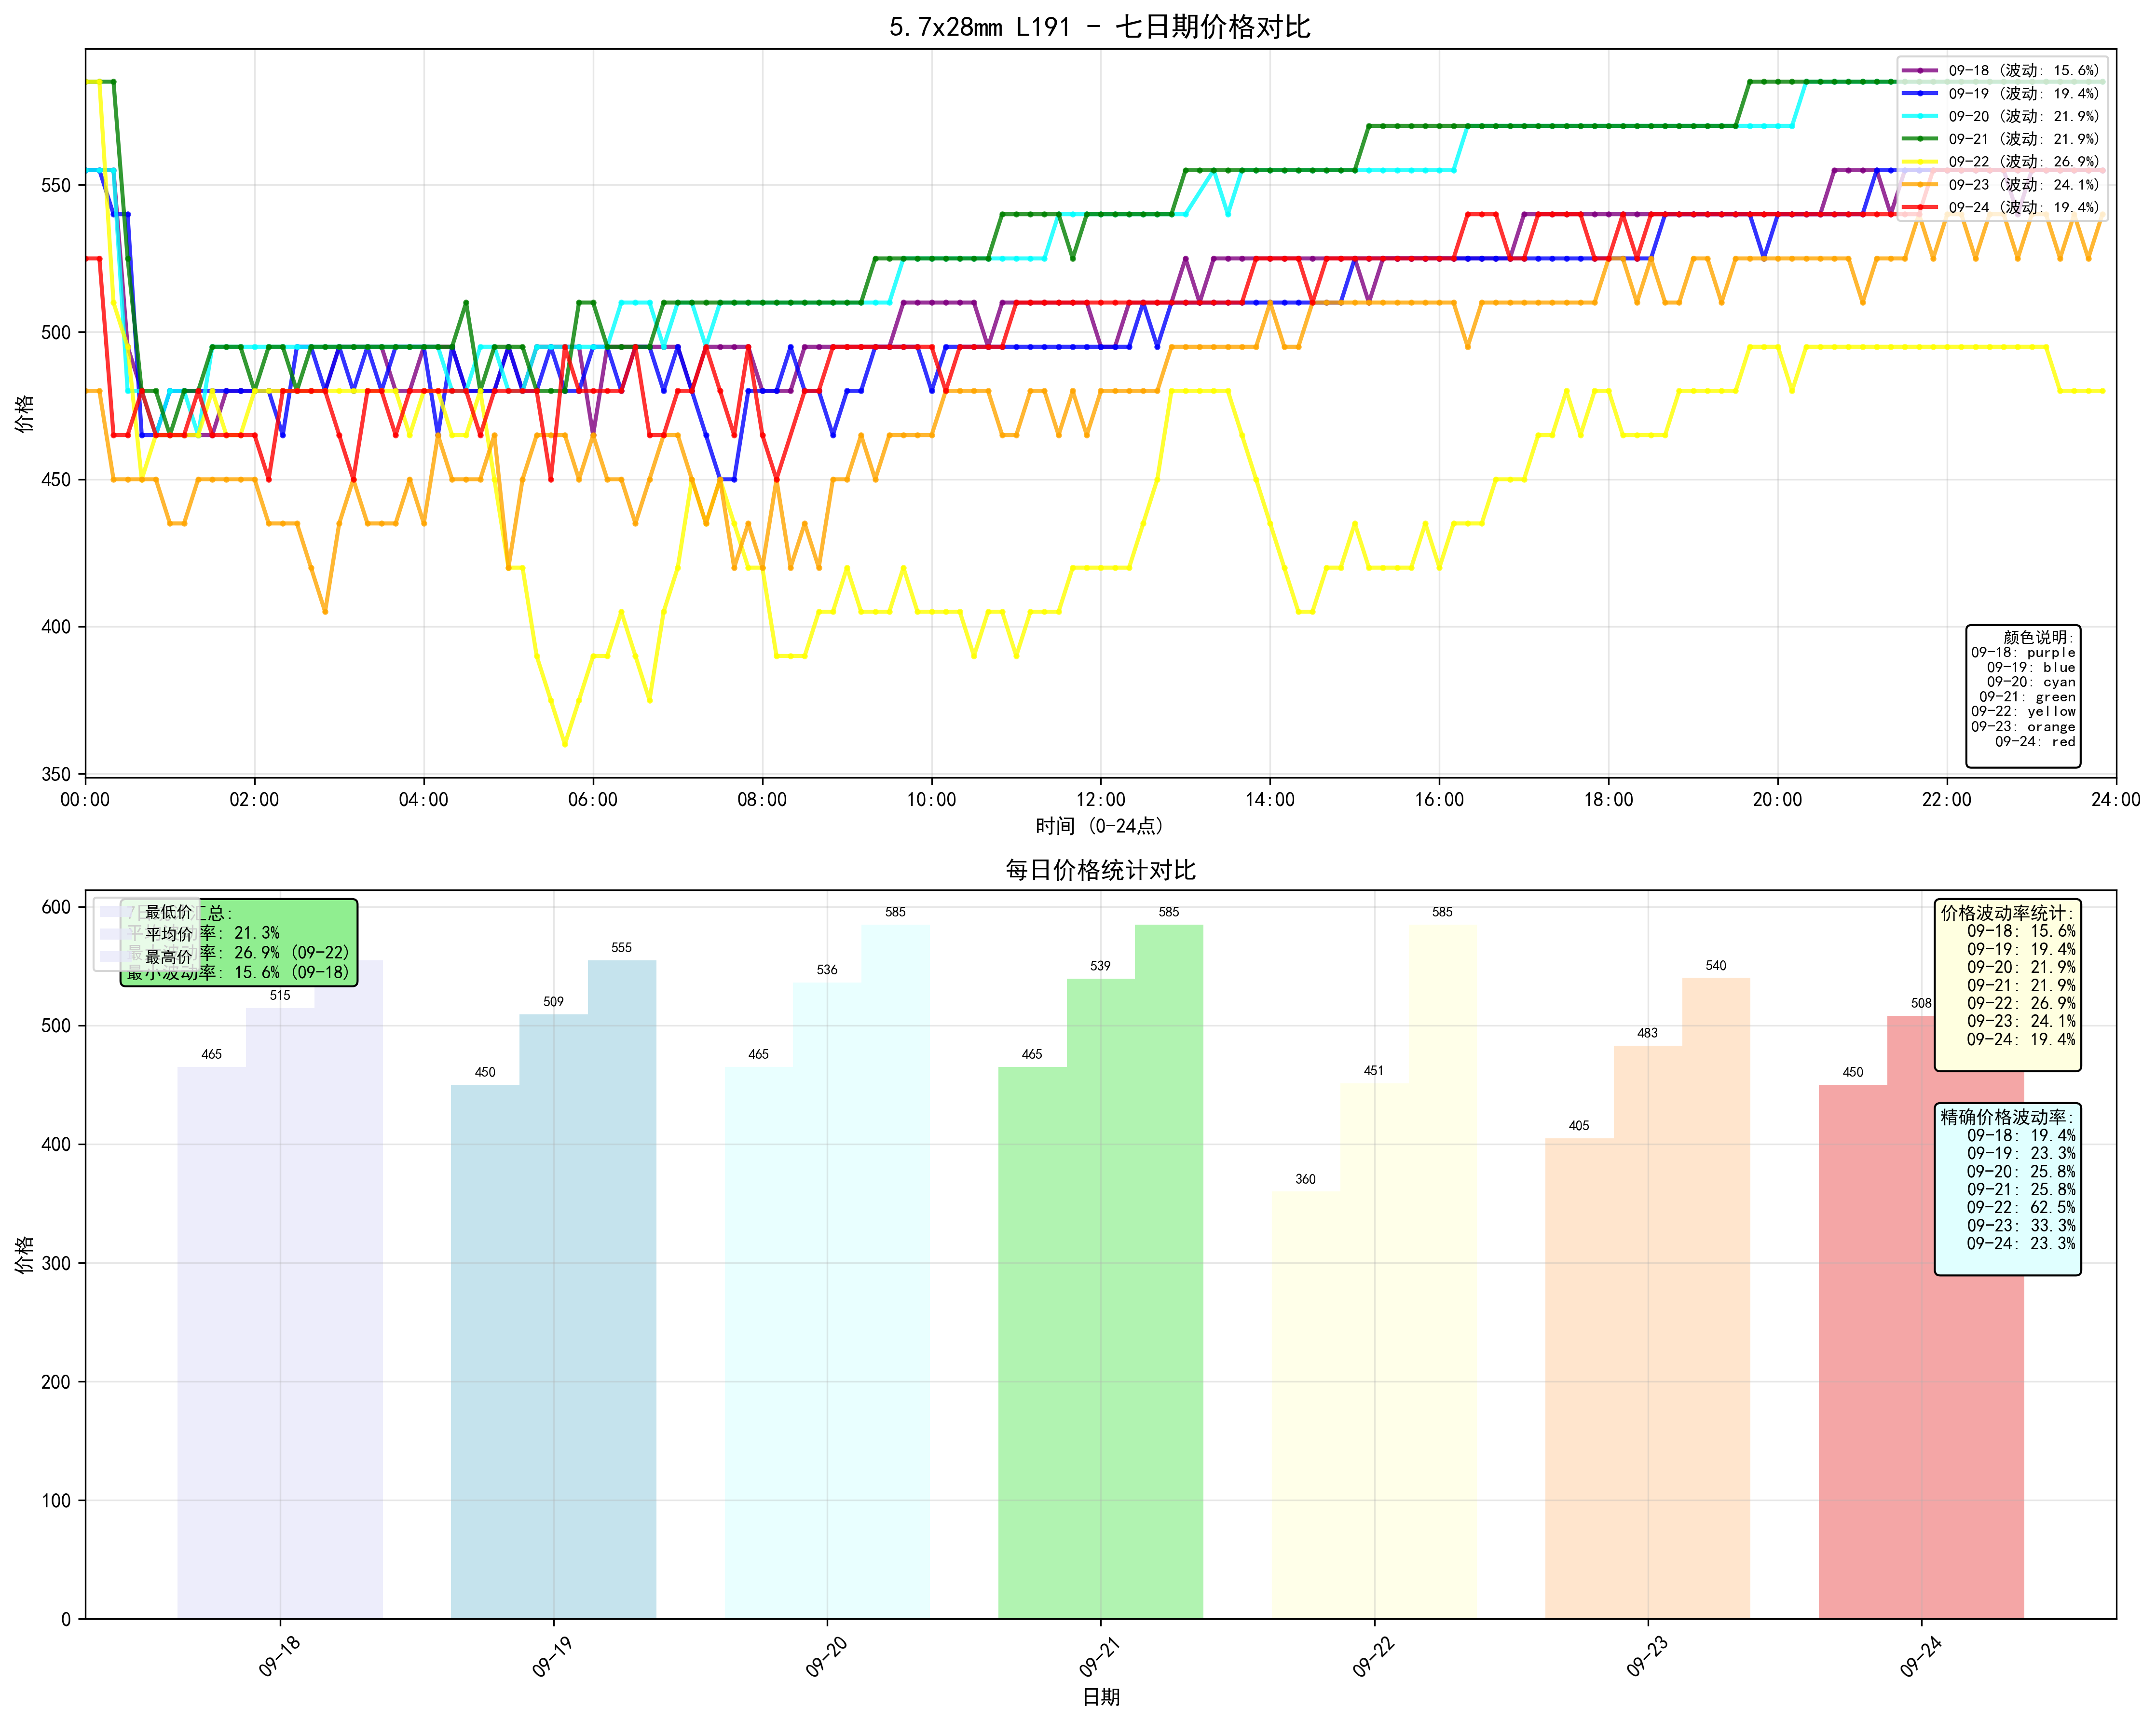 5.7x28mm L191 - 七日期价格对比
价格
550
500
450
400
350
09-18 (波动: 15.6%)
09-19 (波动: 19.4%)
09-20 (波动: 21.9%)
09-21 (波动: 21.9%)
09-22 (波动: 26.9%)
09-23 (波动: 24.1%)
09-24 (波动: 19.4%)
颜色说明:
09-18: purple
09-19: blue
09-20: cyan
09-21: green
09-22: yellow
09-23: orange
09-24: red
00:00 02:00 04:00 06:00 08:00 10:00 12:00 14:00 16:00 18:00 20:00 22:00 24:00
时间 (0-24点)
每日价格统计对比
价格
600
500
400
300
200
100
0
最低价
平均价
最高价
汇总:
率: 21.3%
率: 26.9% (09-22)
最小波动率: 15.6% (09-18)
465 515
450 509 555
465 536 585
465 539 585
360 451 585
405 483 540
450 508
价格波动率统计:
09-18: 15.6%
09-19: 19.4%
09-20: 21.9%
09-21: 21.9%
09-22: 26.9%
09-23: 24.1%
09-24: 19.4%
精确价格波动率:
09-18: 19.4%
09-19: 23.3%
09-20: 25.8%
09-21: 25.8%
09-22: 62.5%
09-23: 33.3%
09-24: 23.3%
09-18 09-19 09-20 09-21 09-22 09-23 09-24
日期